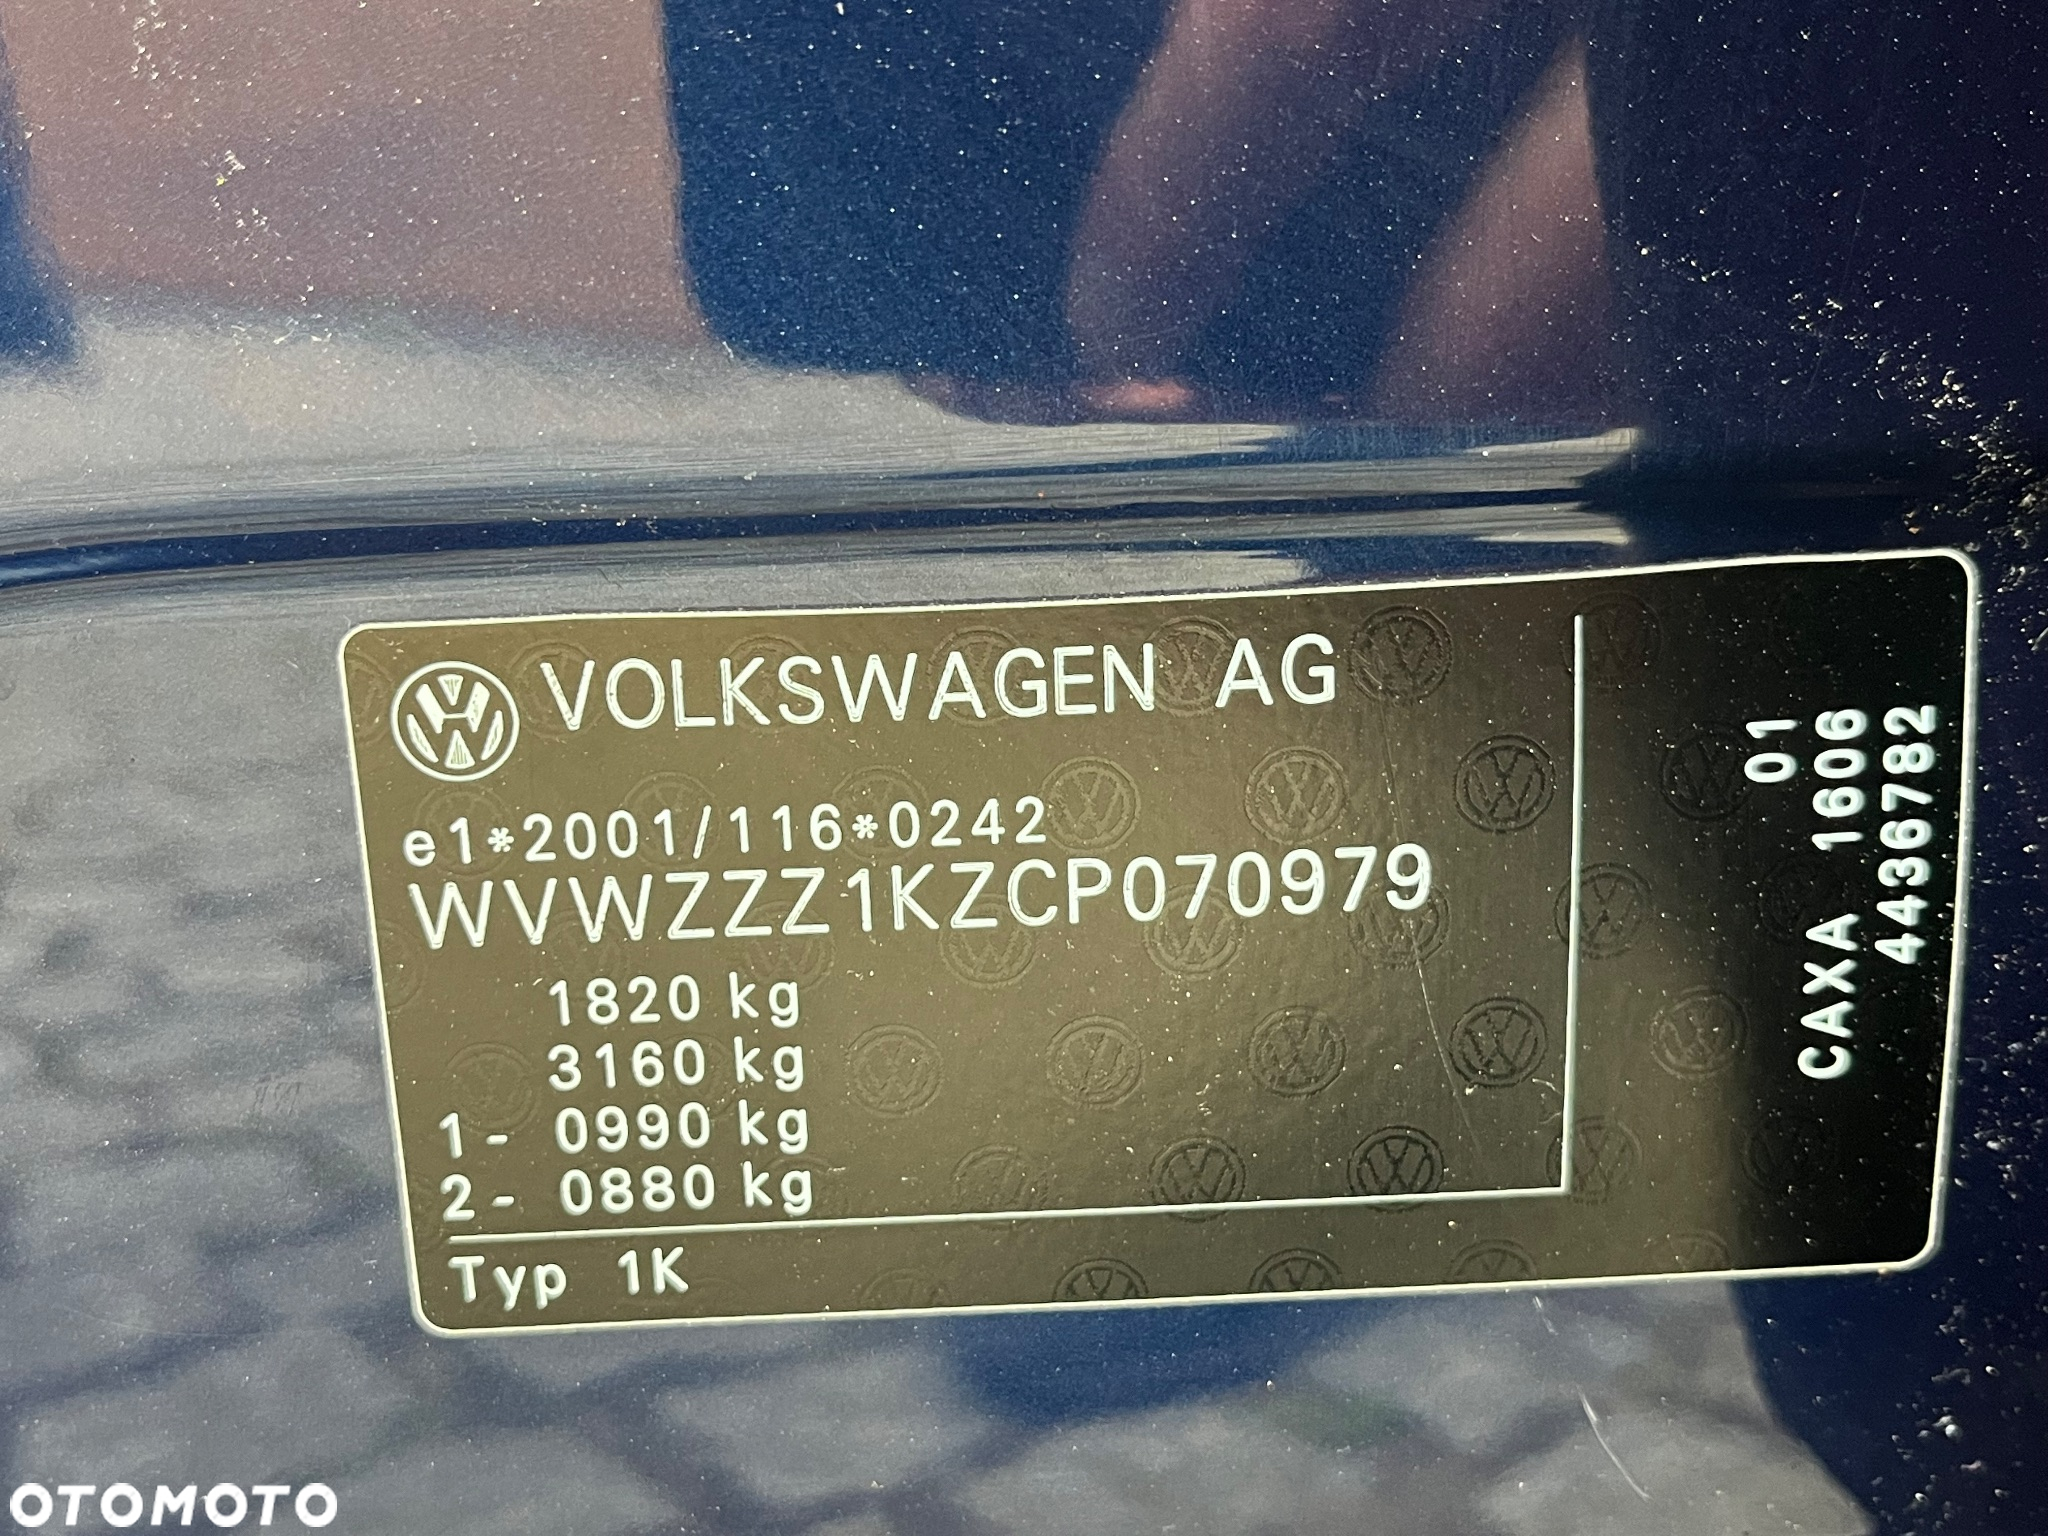 VOLKSWAGEN AG
e1*2001/116*0242
WVWZZZ1KZCP070979
1820 kg
3160 kg
1- 0990 kg
2- 0880 kg
Typ 1K
01
CAXA 1606
4436782
OTOMOTO